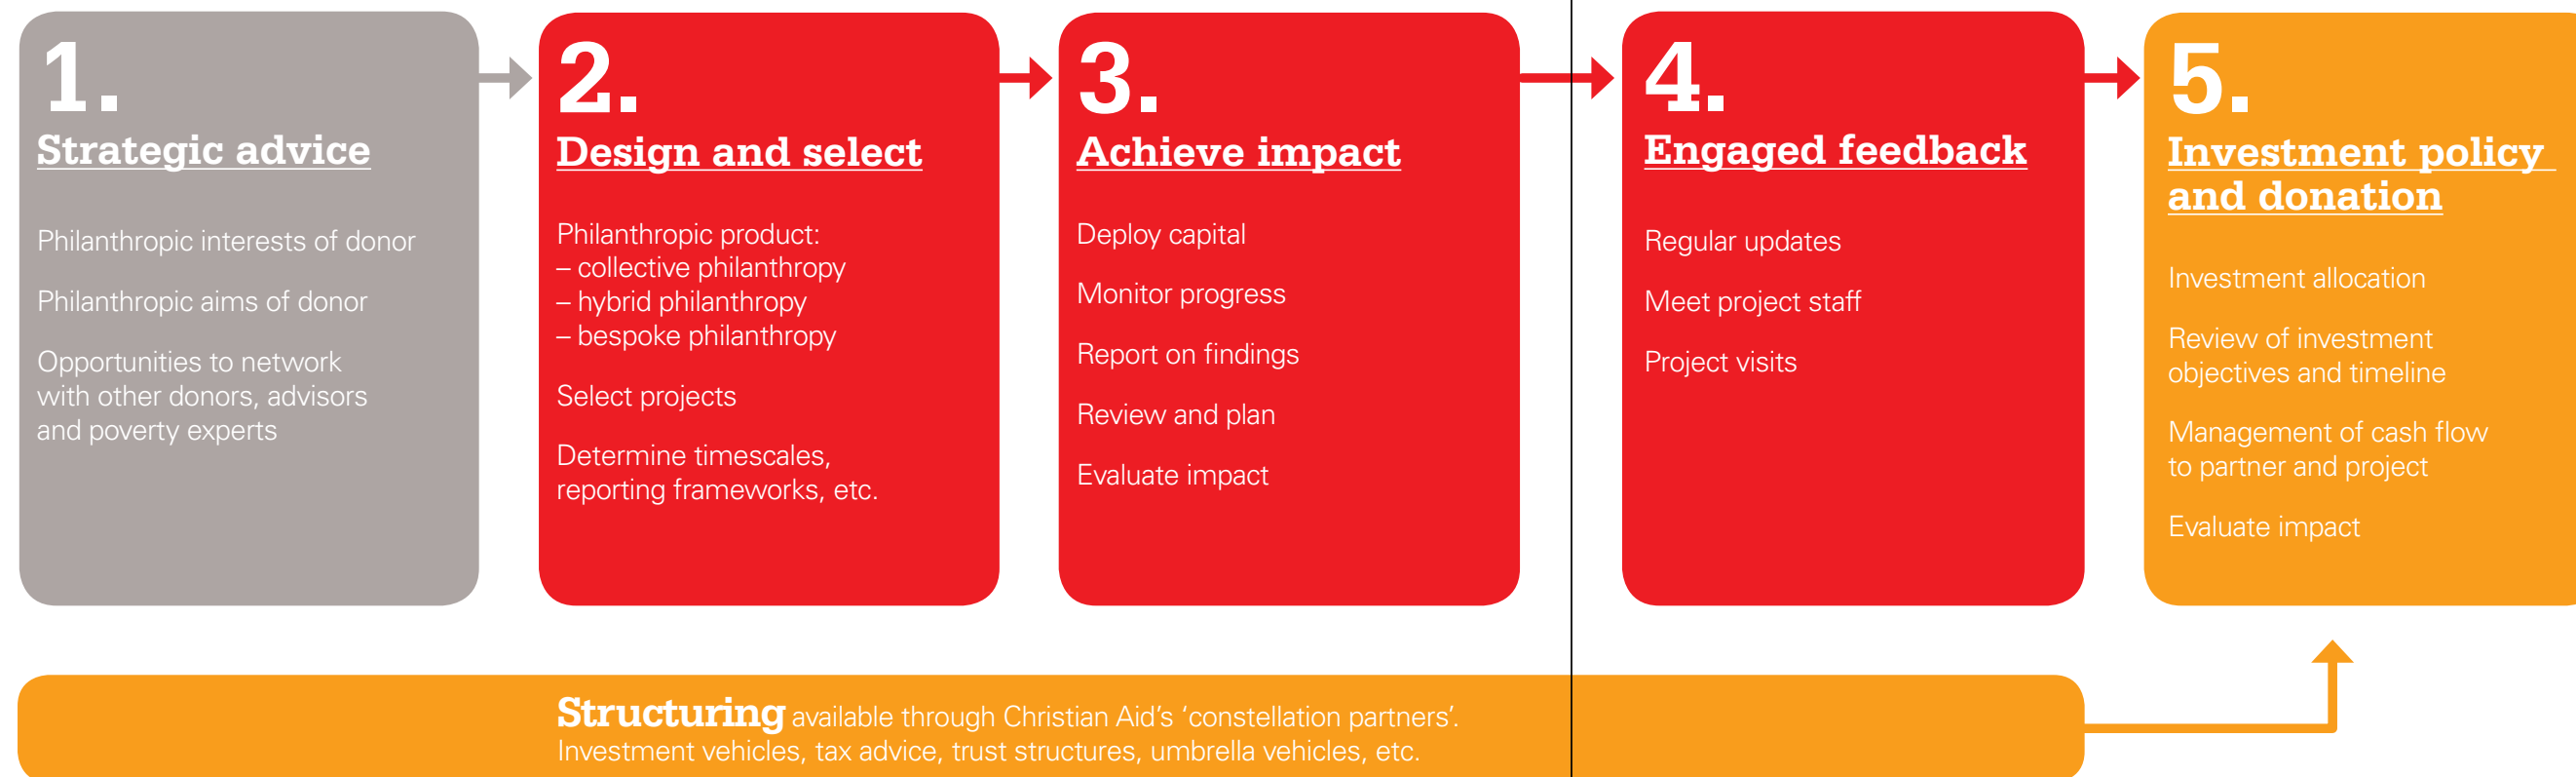 1.
Strategic advice
Philanthropic interests of donor
Philanthropic aims of donor
Opportunities to network
with other donors, advisors
and poverty experts
2.
Design and select
Philanthropic product:
– collective philanthropy
– hybrid philanthropy
– bespoke philanthropy
Select projects
Determine timescales,
reporting frameworks, etc.
3.
Achieve impact
Deploy capital
Monitor progress
Report on findings
Review and plan
Evaluate impact
4.
Engaged feedback
Regular updates
Meet project staff
Project visits
5.
Investment policy
and donation
Investment allocation
Review of investment
objectives and timeline
Management of cash flow
to partner and project
Evaluate impact
Structuring available through Christian Aid’s ‘constellation partners’.
Investment vehicles, tax advice, trust structures, umbrella vehicles, etc.